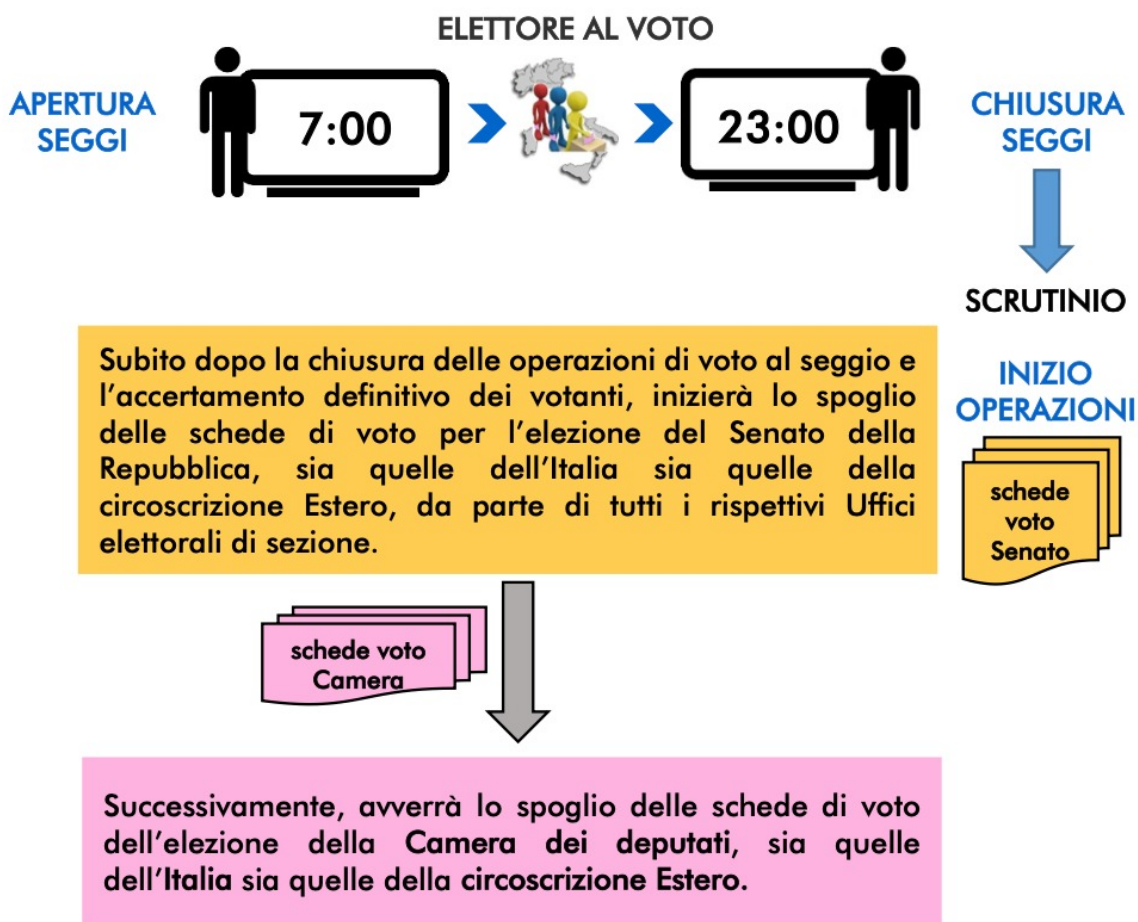 ELETTORE AL VOTO
APERTURA
SEGGI
7:00
23:00
CHIUSURA
SEGGI
SCRUTINIO
Subito dopo la chiusura delle operazioni di voto al seggio e
l'accertamento definitivo dei votanti, inizierà lo spoglio
delle schede di voto per l'elezione del Senato della
Repubblica, sia quelle dell'Italia sia quelle della
circoscrizione Estero, da parte di tutti i rispettivi Uffici
elettorali di sezione.
INIZIO
OPERAZIONI
schede
voto
Senato
schede voto
Camera
Successivamente, avverrà lo spoglio delle schede di voto
dell'elezione della Camera dei deputati, sia quelle
dell'Italia sia quelle della circoscrizione Estero.